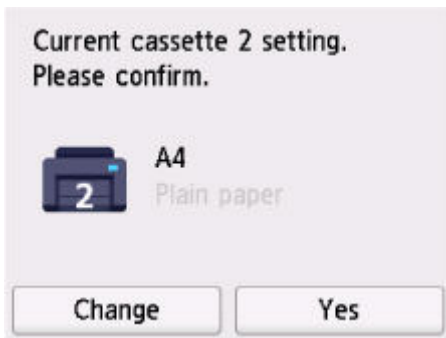 Current cassette 2 setting.
Please confirm.
A4
2
Plain paper
Change
Yes